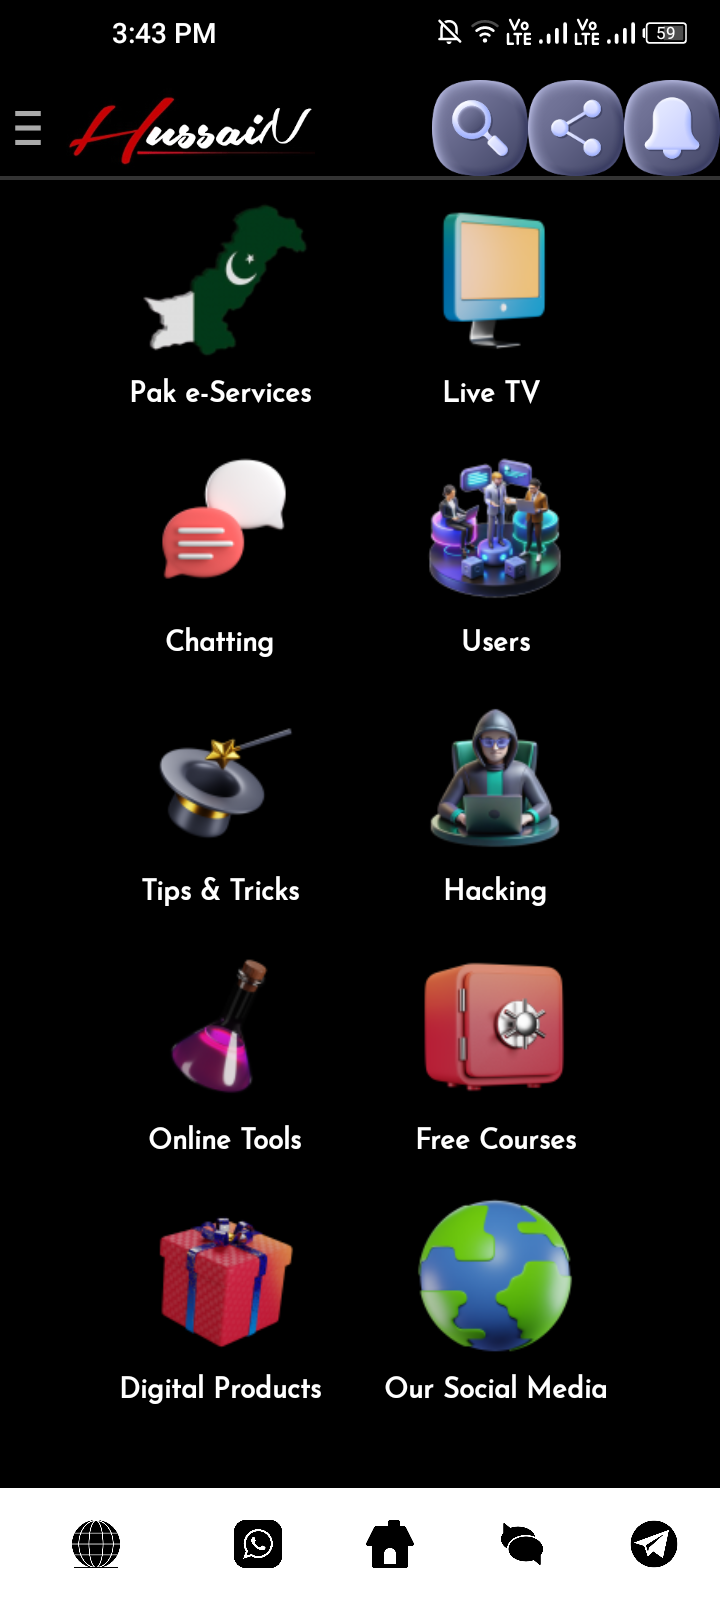 3:43 PM
Vo LTE Vo LTE 59
HussaiN
Pak e-Services
Live TV
Chatting
Users
Tips & Tricks
Hacking
Online Tools
Free Courses
Digital Products
Our Social Media